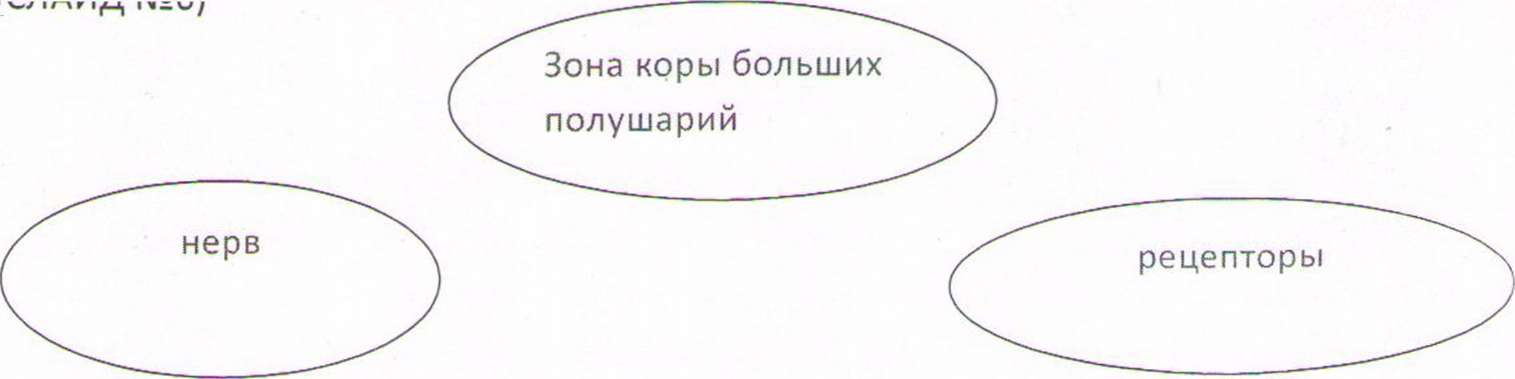 Зона коры больших
полушарий
нерв
рецепторы